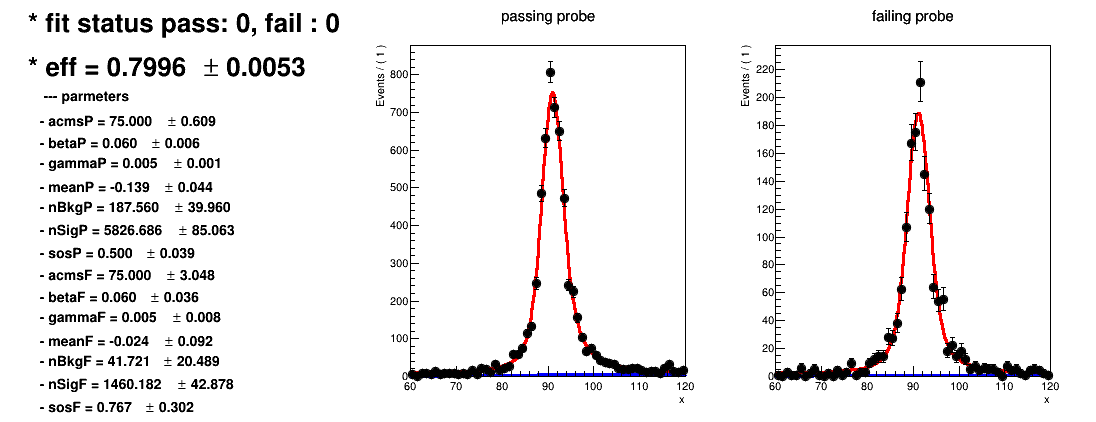 * fit status pass: 0, fail : 0
* eff = 0.7996 ± 0.0053
--- parmeters
- acmsP = 75.000 ± 0.609
- betaP = 0.060 ± 0.006
- gammaP = 0.005 ± 0.001
- meanP = -0.139 ± 0.044
- nBkgP = 187.560 ± 39.960
- nSigP = 5826.686 ± 85.063
- sosP = 0.500 ± 0.039
- acmsF = 75.000 ± 3.048
- betaF = 0.060 ± 0.036
- gammaF = 0.005 ± 0.008
- meanF = -0.024 ± 0.092
- nBkgF = 41.721 ± 20.489
- nSigF = 1460.182 ± 42.878
- sosF = 0.767 ± 0.302
passing probe
Events / ( 1 )
800
700
600
500
400
300
200
100
0
60 70 80 90 100 110 120
x
failing probe
Events / ( 1 )
220
200
180
160
140
120
100
80
60
40
20
0
60 70 80 90 100 110 120
x